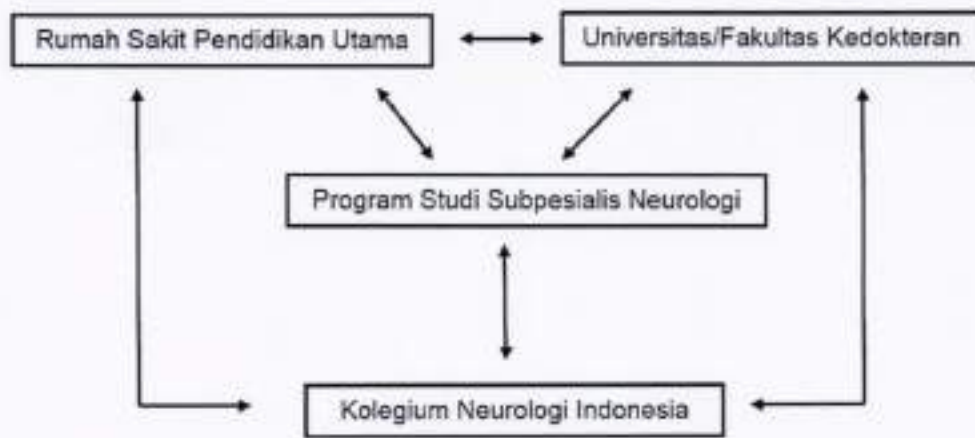 Rumah Sakit Pendidikan Utama
Universitas/Fakultas Kedokteran
Program Studi Subpesialis Neurologi
Kolegium Neurologi Indonesia